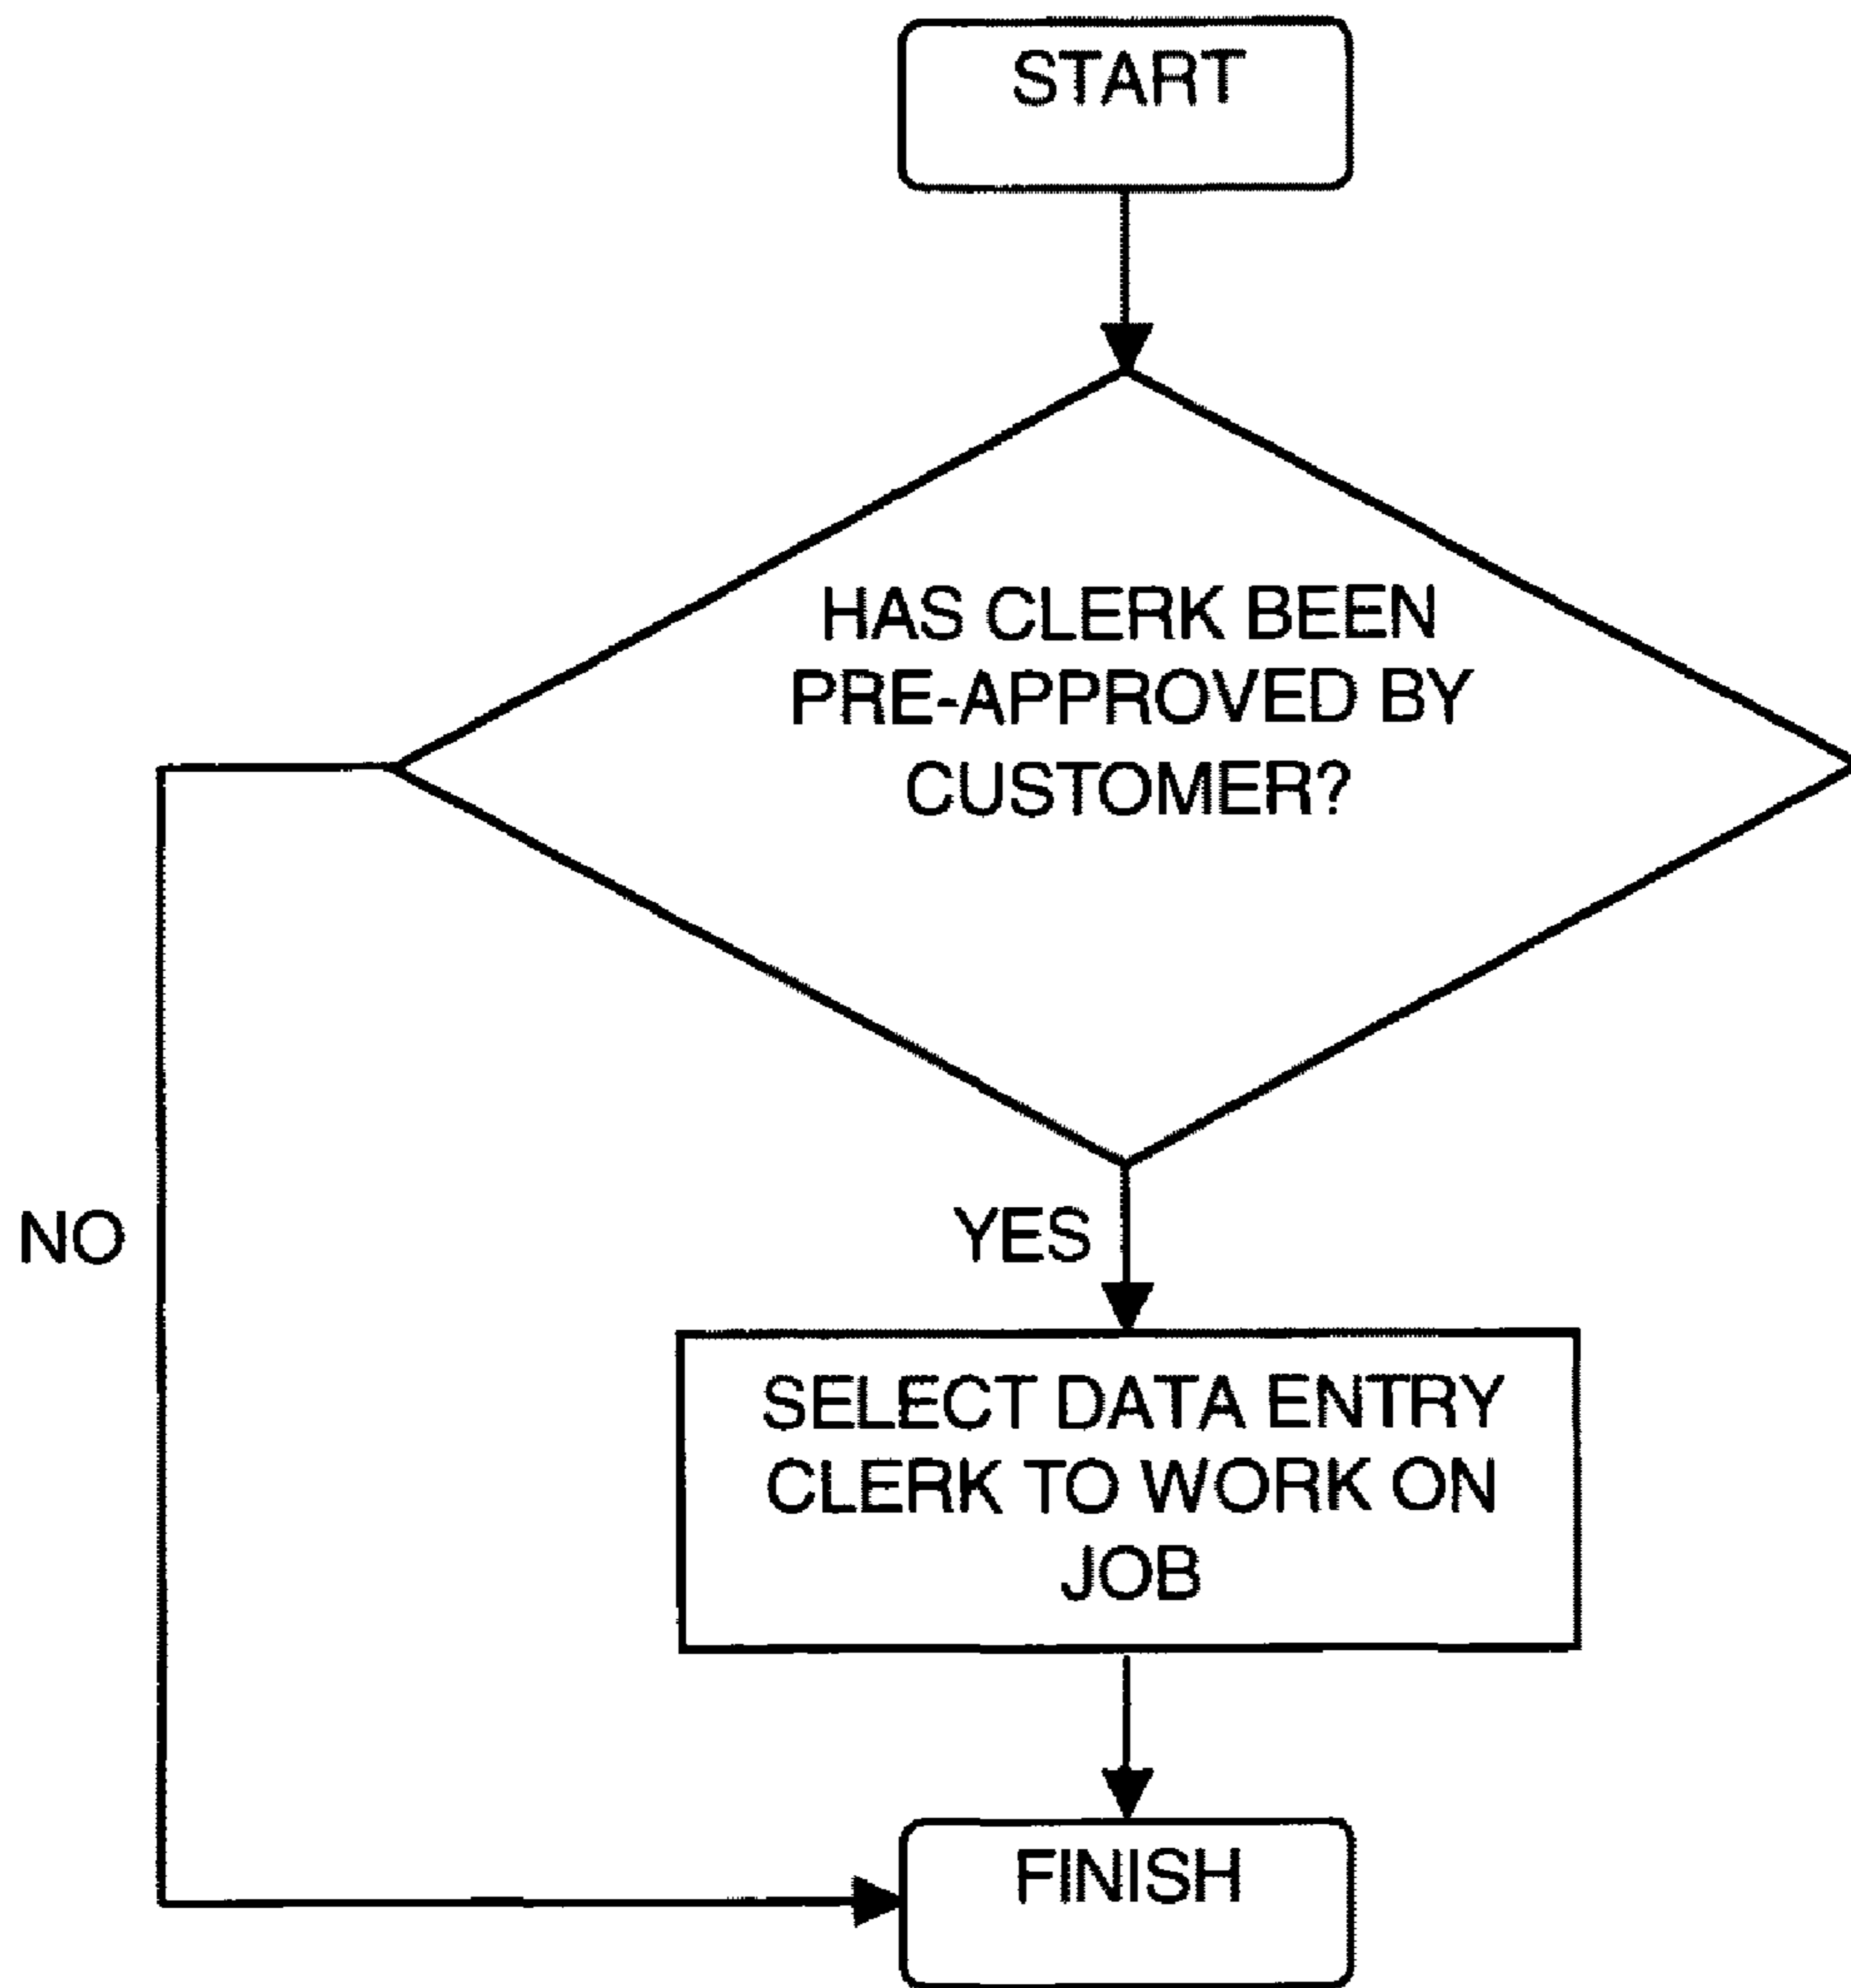 START
HAS CLERK BEEN
PRE-APPROVED BY
CUSTOMER?
NO
YES
SELECT DATA ENTRY
CLERK TO WORK ON
JOB
FINISH